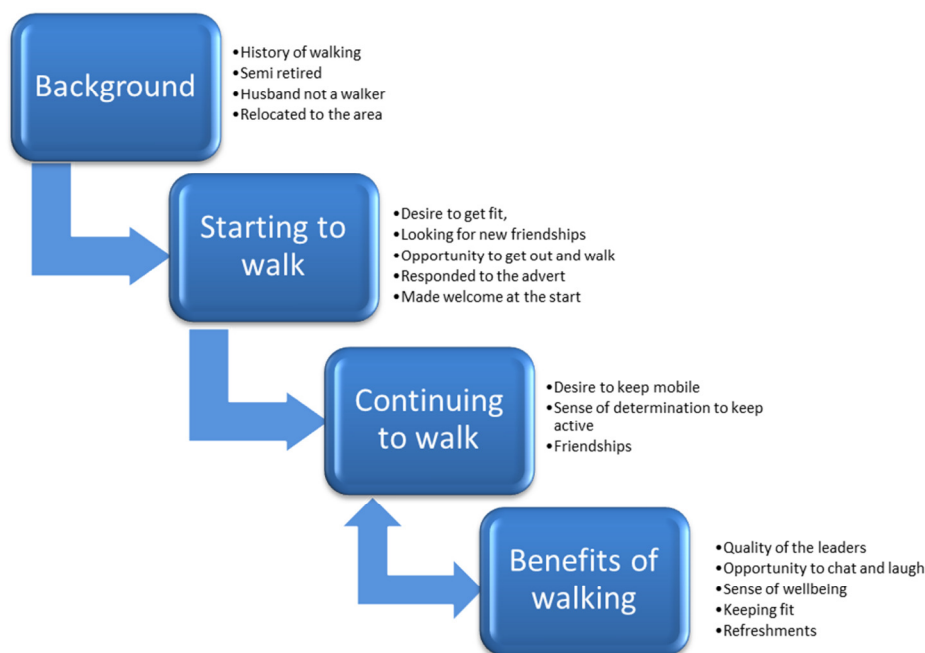 Background
•History of walking
•Semi retired
•Husband not a walker
•Relocated to the area
Starting to
walk
•Desire to get fit,
•Looking for new friendships
•Opportunity to get out and walk
•Responded to the advert
•Made welcome at the start
Continuing
to walk
•Desire to keep mobile
•Sense of determination to keep
active
•Friendships
Benefits of
walking
•Quality of the leaders
•Opportunity to chat and laugh
•Sense of wellbeing
•Keeping fit
•Refreshments